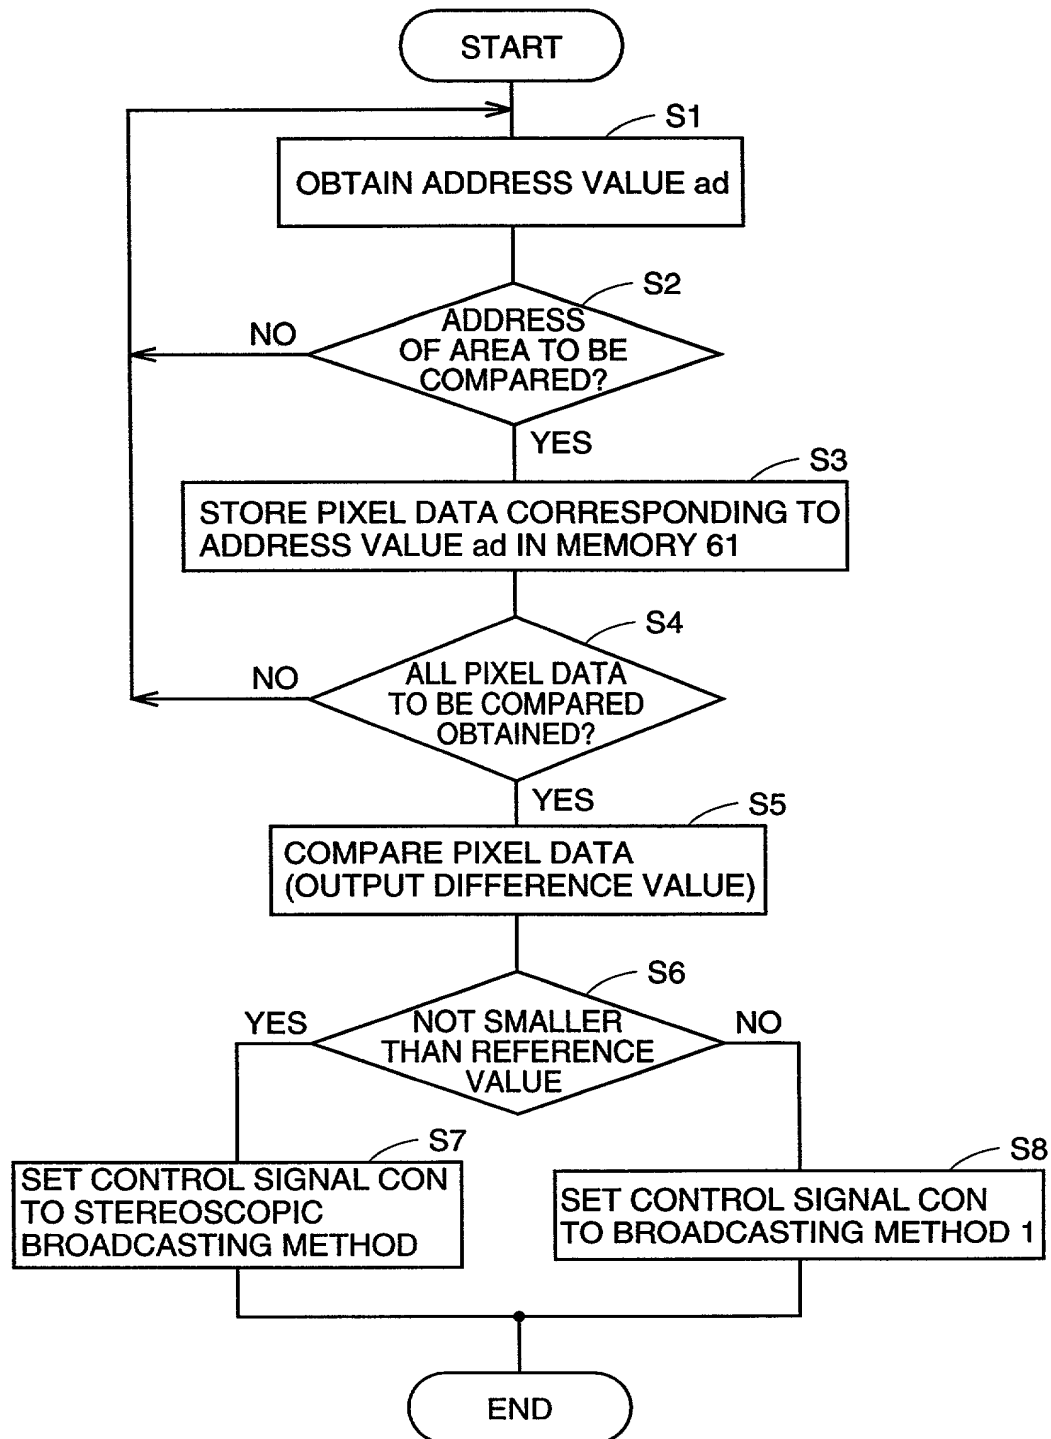 START
S1
OBTAIN ADDRESS VALUE ad
S2
ADDRESS
OF AREA TO BE
COMPARED?
NO
YES
S3
STORE PIXEL DATA CORRESPONDING TO
ADDRESS VALUE ad IN MEMORY 61
S4
ALL PIXEL DATA
TO BE COMPARED
OBTAINED?
NO
YES
S5
COMPARE PIXEL DATA
(OUTPUT DIFFERENCE VALUE)
S6
NOT SMALLER
THAN REFERENCE
VALUE
YES
NO
S7
SET CONTROL SIGNAL CON
TO STEREOSCOPIC
BROADCASTING METHOD
S8
SET CONTROL SIGNAL CON
TO BROADCASTING METHOD 1
END